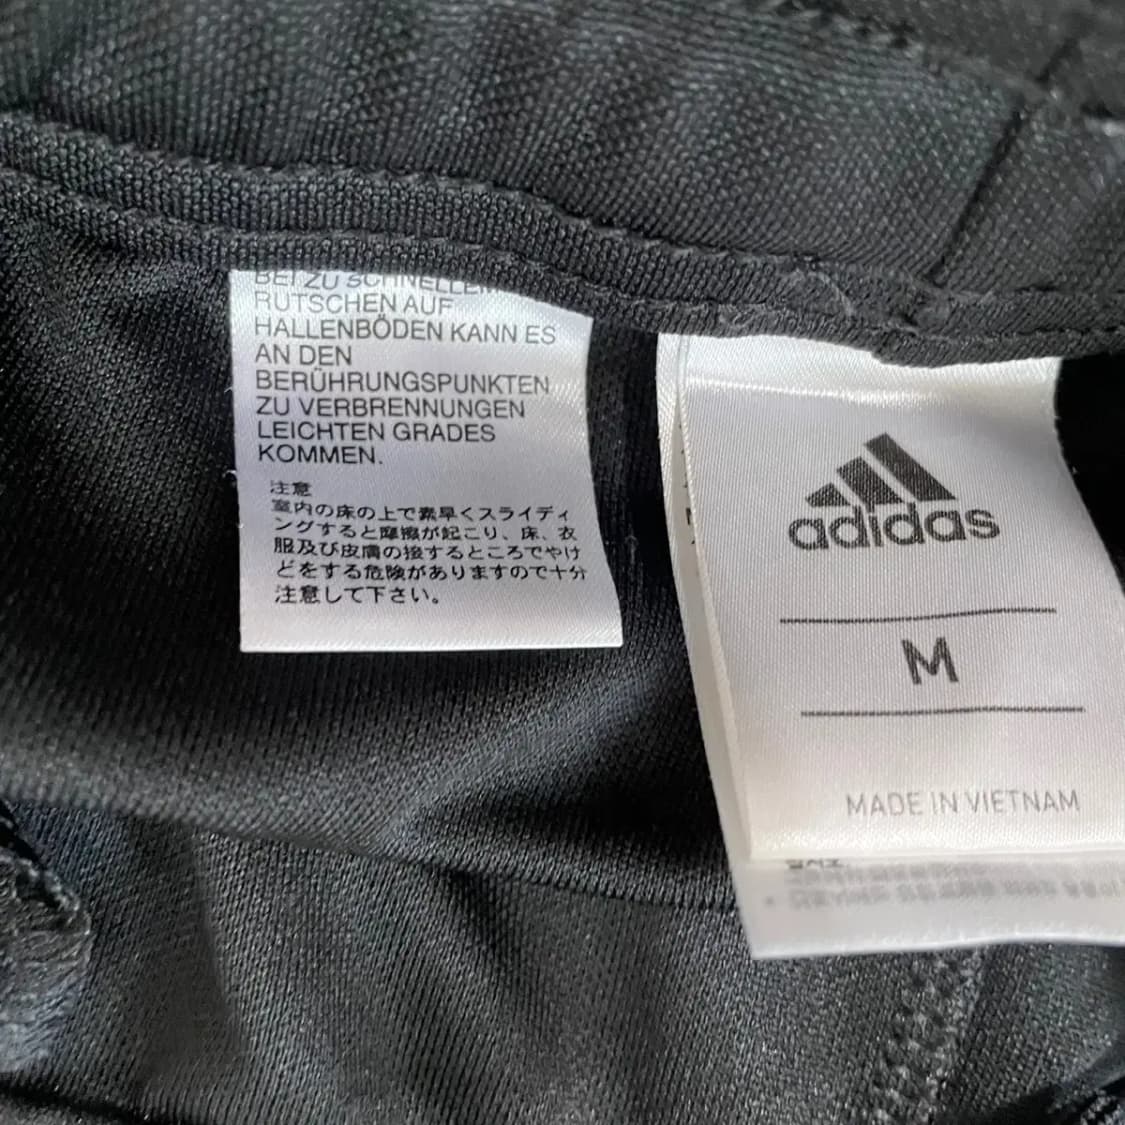 BEI ZU SCHNELLEM
RUTSCHEN AUF
HALLENBÖDEN KANN ES
AN DEN
BERÜHRUNGSPUNKTEN
ZU VERBRENNUNGEN
LEICHTEN GRADES
KOMMEN.
注意
室内の床の上で素早くスライディ
ングすると摩擦が起こり、床、衣
服及び皮膚の接するところでやけ
どをする危険がありますので十分
注意して下さい。
adidas
M
MADE IN VIETNAM